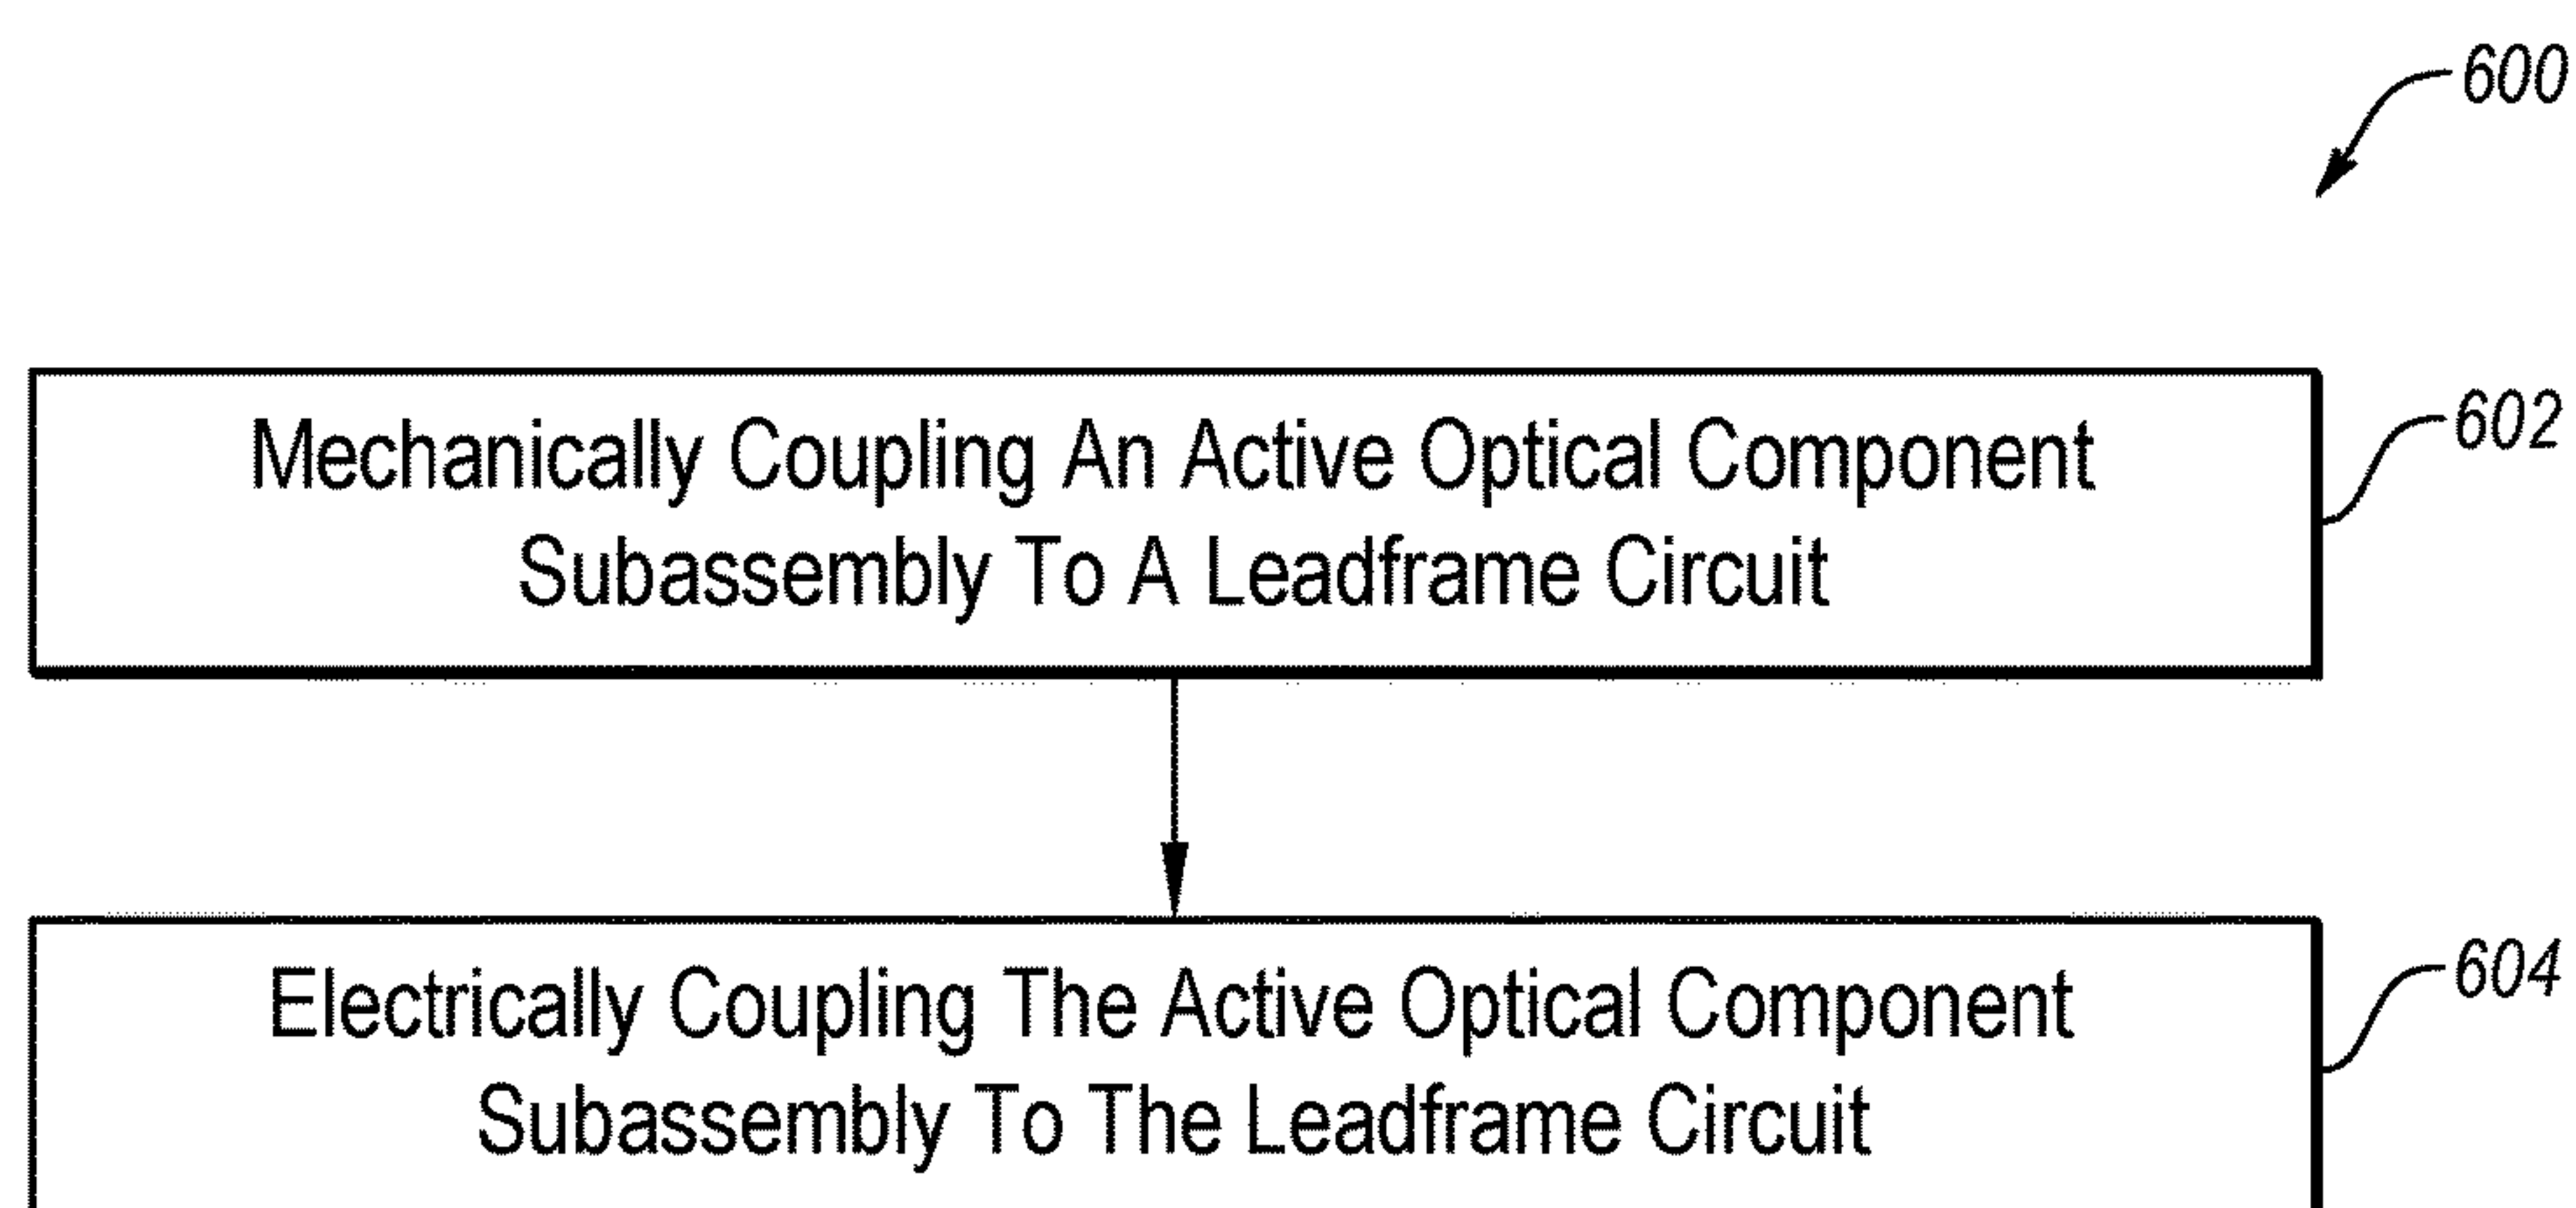 600
Mechanically Coupling An Active Optical Component
Subassembly To A Leadframe Circuit
602
Electrically Coupling The Active Optical Component
Subassembly To The Leadframe Circuit
604